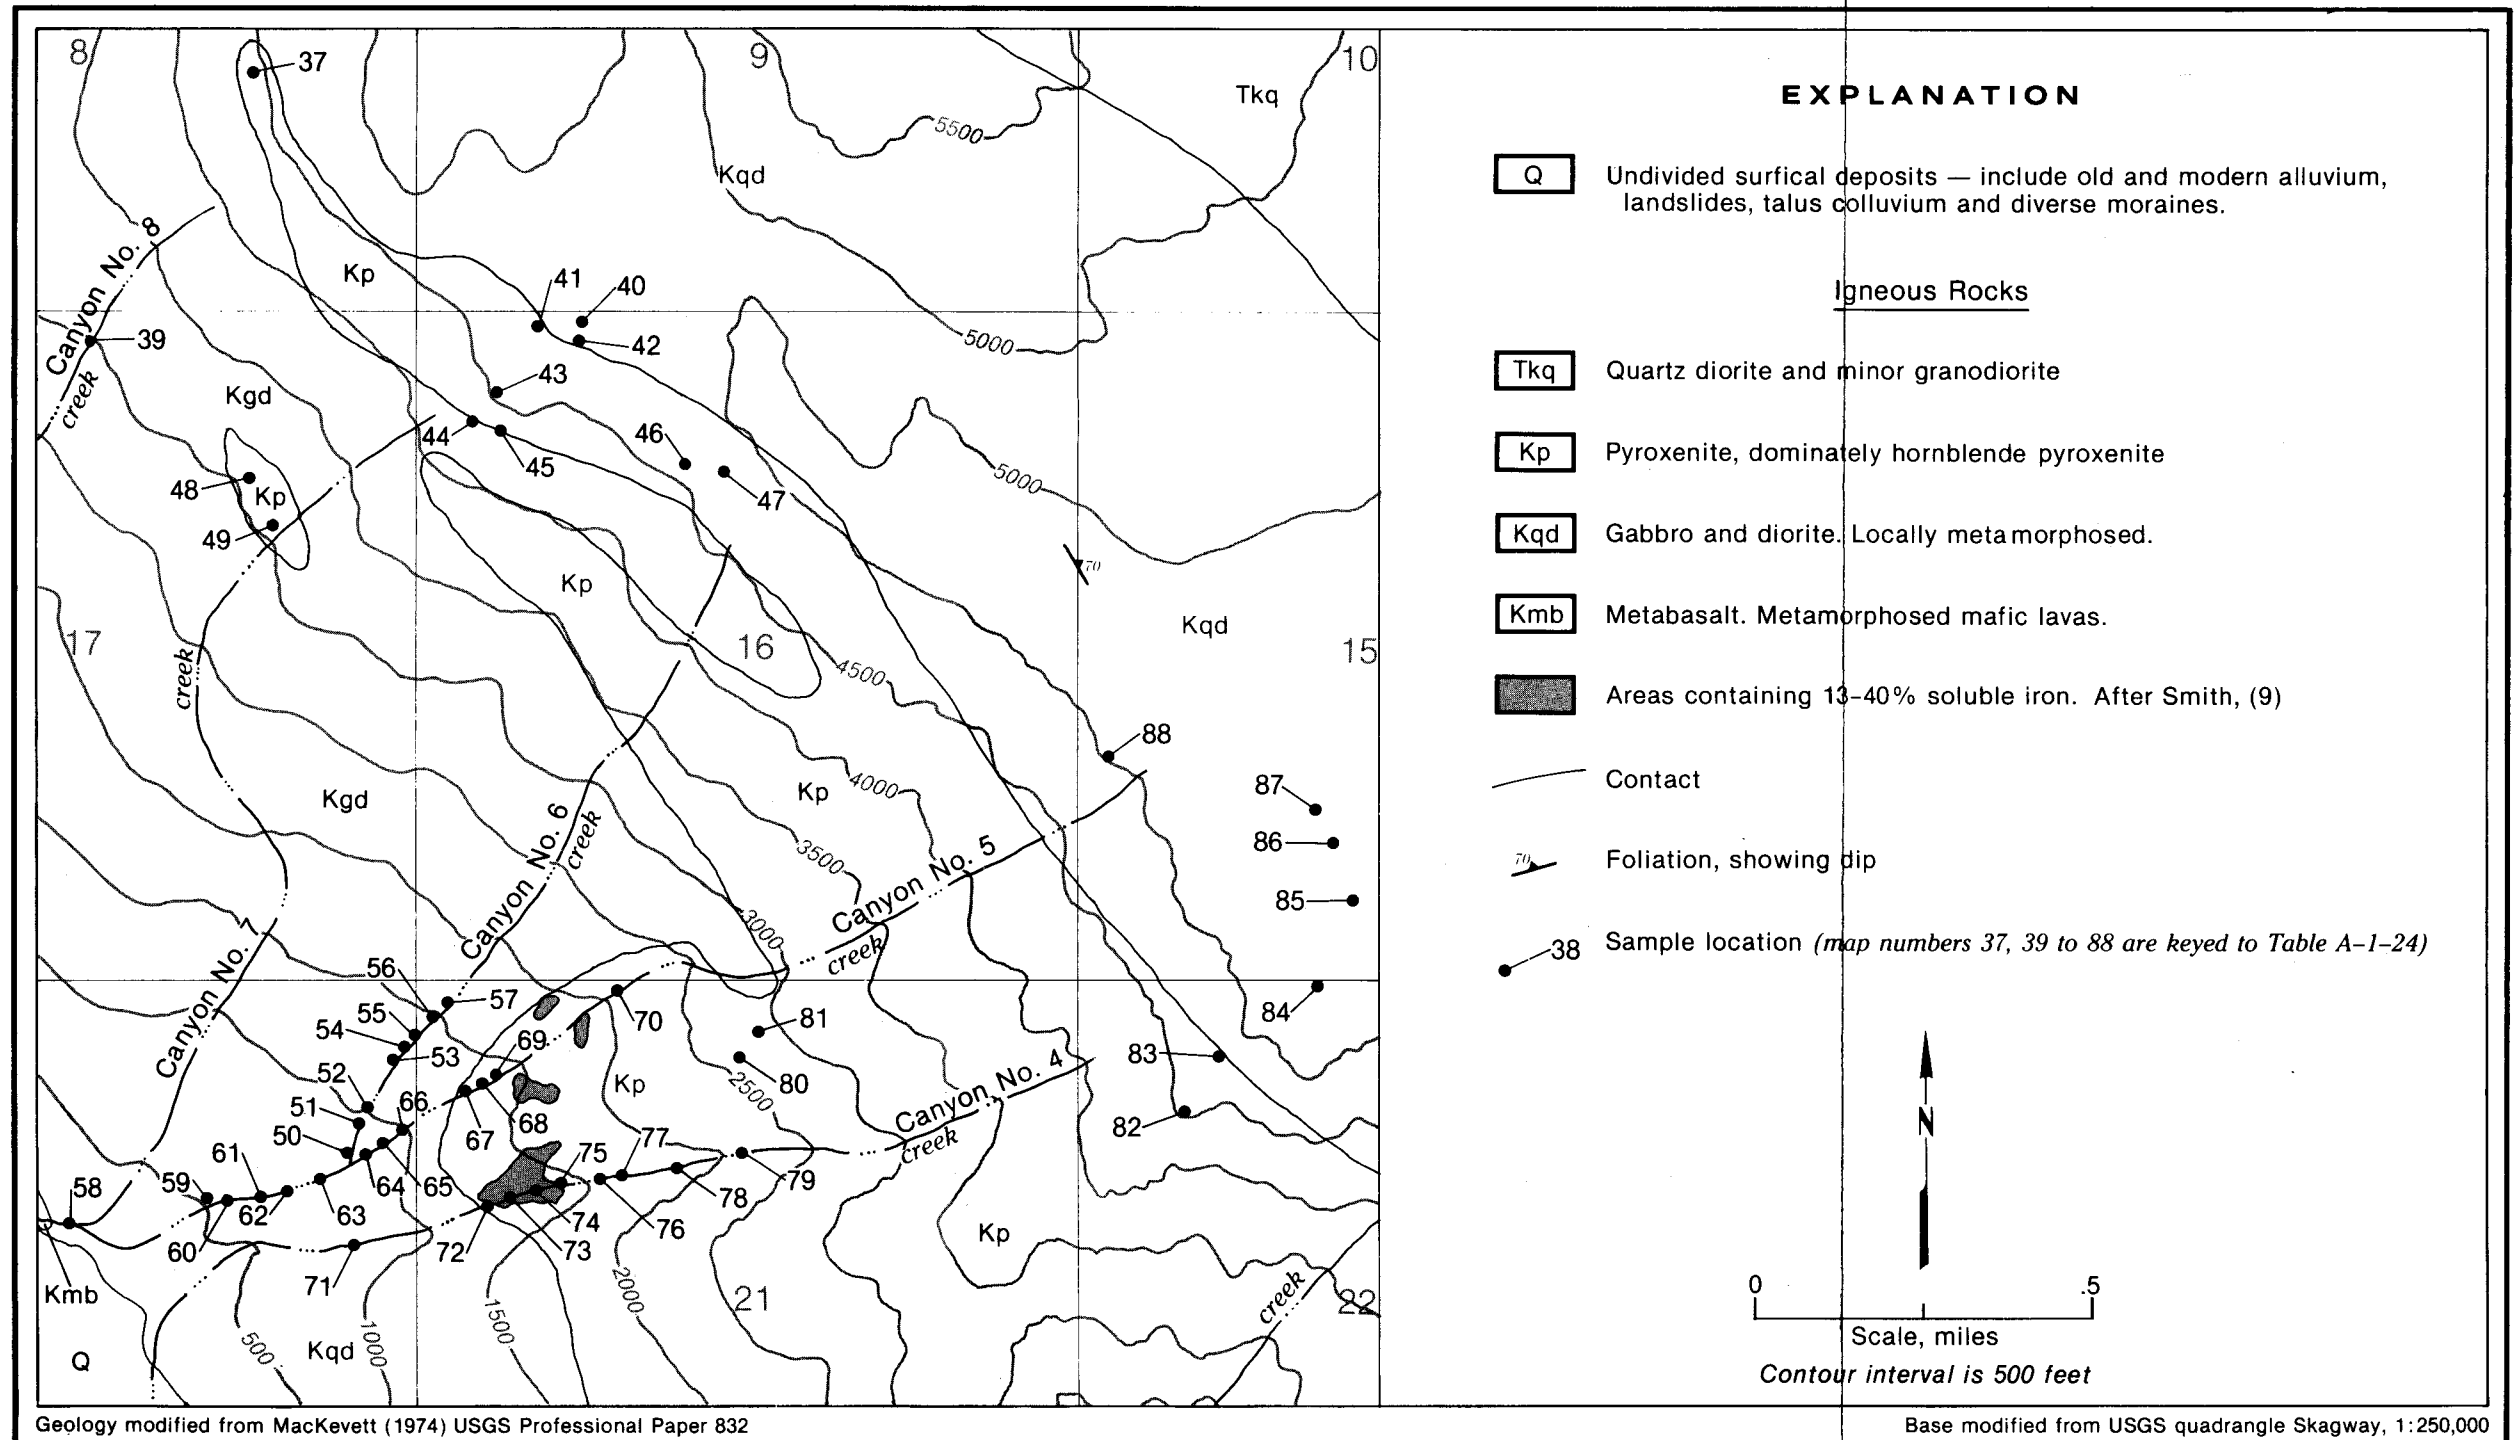 8
37
9
10
Tkq
5500
Kqd
Canyon No. 8
creek
39
Kp
41
40
42
5000
43
Kgd
44
45
46
47
5000
48
Kp
49
70
Kp
Kqd
17
16
15
creek
4500
88
Kgd
Kp
4000
87
Canyon No. 6
creek
3500
Canyon No. 5
creek
86
85
3000
Canyon No. 7
56
57
55
54
53
70
81
84
69
52
66
Kp
80
2500
Canyon No. 4
creek
83
51
50
67
68
82
61
75
77
59
58
64
65
79
62
63
78
60
74
76
72
73
71
Kp
Kmb
2000
21
creek
22
1500
500
1000
Kqd
Q
EXPLANATION
Q Undivided surfical deposits — include old and modern alluvium,
landslides, talus colluvium and diverse moraines.
Igneous Rocks
Tkq Quartz diorite and minor granodiorite
Kp Pyroxenite, dominately hornblende pyroxenite
Kqd Gabbro and diorite. Locally metamorphosed.
Kmb Metabasalt. Metamorphosed mafic lavas.
Areas containing 13-40% soluble iron. After Smith, (9)
Contact
70 Foliation, showing dip
38 Sample location (map numbers 37, 39 to 88 are keyed to Table A-1-24)
N
0 .5
Scale, miles
Contour interval is 500 feet
Geology modified from MacKevett (1974) USGS Professional Paper 832
Base modified from USGS quadrangle Skagway, 1:250,000